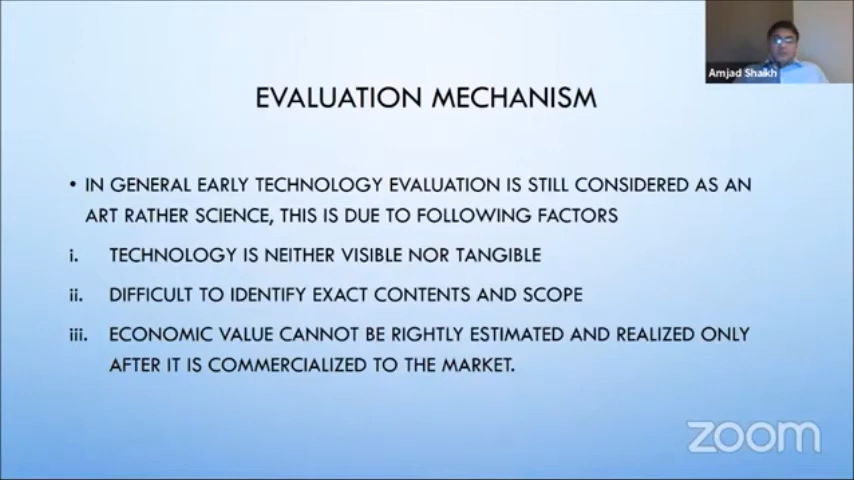 Amjad Shaikh
EVALUATION MECHANISM
• IN GENERAL EARLY TECHNOLOGY EVALUATION IS STILL CONSIDERED AS AN
ART RATHER SCIENCE, THIS IS DUE TO FOLLOWING FACTORS
i. TECHNOLOGY IS NEITHER VISIBLE NOR TANGIBLE
ii. DIFFICULT TO IDENTIFY EXACT CONTENTS AND SCOPE
iii. ECONOMIC VALUE CANNOT BE RIGHTLY ESTIMATED AND REALIZED ONLY
AFTER IT IS COMMERCIALIZED TO THE MARKET.
zoom